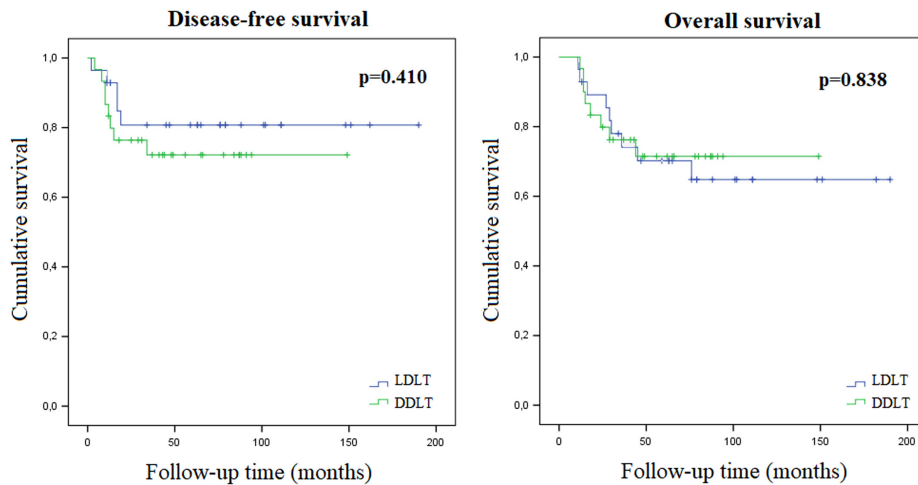 Disease-free survival
p=0.410
Cumulative survival
1,0
0,8
0,6
0,4
0,2
0,0
LDLT
DDLT
0
50
100
150
200
Follow-up time (months)
Overall survival
p=0.838
Cumulative survival
1,0
0,8
0,6
0,4
0,2
0,0
LDLT
DDLT
0
50
100
150
200
Follow-up time (months)